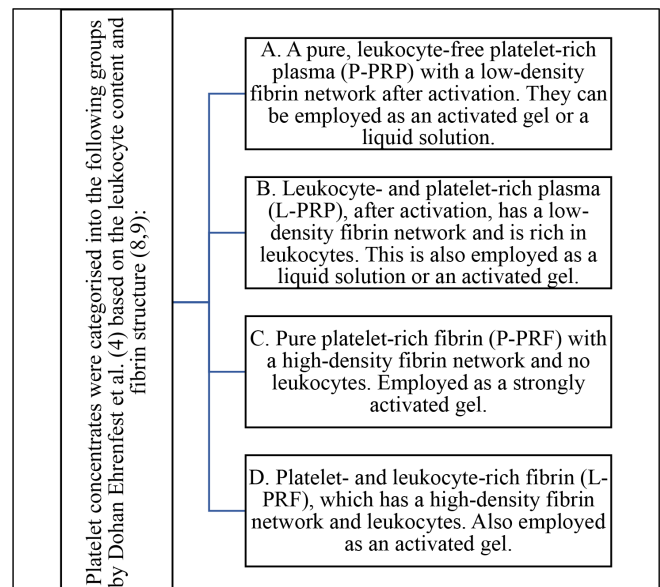 Platelet concentrates were categorised into the following groups
by Dohan Ehrenfest et al. (4) based on the leukocyte content and
fibrin structure (8,9):
A. A pure, leukocyte-free platelet-rich
plasma (P-PRP) with a low-density
fibrin network after activation. They can
be employed as an activated gel or a
liquid solution.
B. Leukocyte- and platelet-rich plasma
(L-PRP), after activation, has a low-
density fibrin network and is rich in
leukocytes. This is also employed as a
liquid solution or an activated gel.
C. Pure platelet-rich fibrin (P-PRF) with
a high-density fibrin network and no
leukocytes. Employed as a strongly
activated gel.
D. Platelet- and leukocyte-rich fibrin (L-
PRF), which has a high-density fibrin
network and leukocytes. Also employed
as an activated gel.